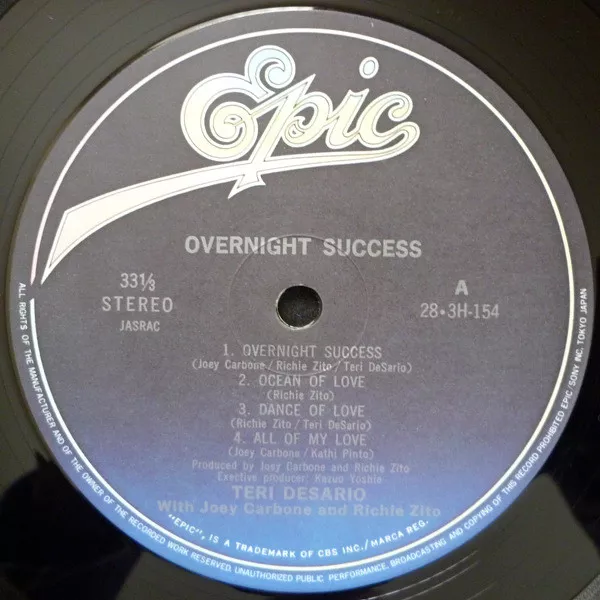 Epic
OVERNIGHT SUCCESS
33 1/3
STEREO
JASRAC
A
28•3H-154
1. OVERNIGHT SUCCESS
(Joey Carbone/Richie Zito/Teri DeSario)
2. OCEAN OF LOVE
(Richie Zito)
3. DANCE OF LOVE
(Richie Zito/Teri DeSario)
4. ALL OF MY LOVE
(Joey Carbone/Kathi Pinto)
Produced by Joey Carbone and Richie Zito
Exective producer: Kazuo Yoshie
TERI DESARIO
With Joey Carbone and Richie Zito
"EPIC", IS A TRADEMARK OF CBS INC./MARCA REG.
ALL RIGHTS OF THE MANUFACTURER AND OF THE OWNER OF THE RECORDED WORK RESERVED. UNAUTHORIZED PUBLIC PERFORMANCE, BROADCASTING AND COPYING OF THIS RECORD PROHIBITED EPIC/SONY INC. TOKYO JAPAN